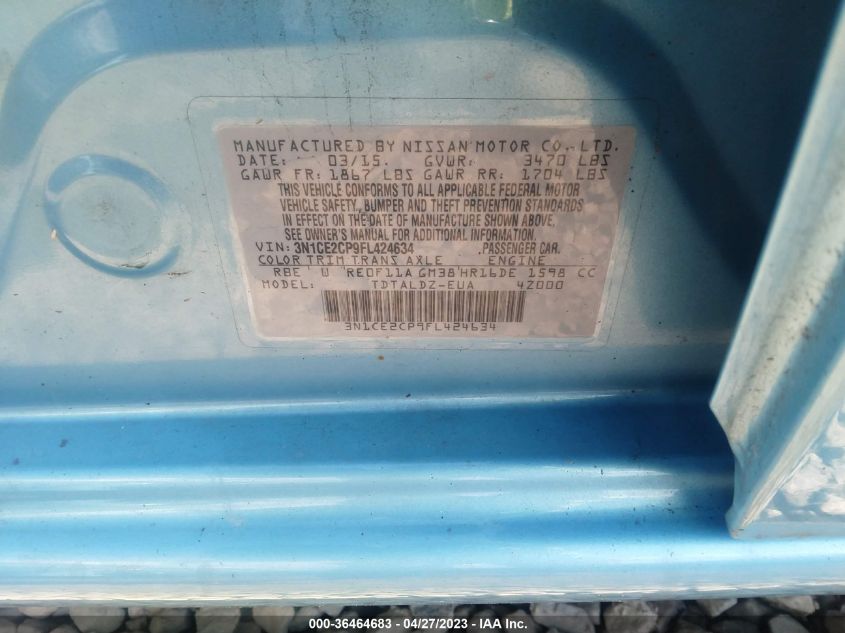 MANUFACTURED BY NISSAN MOTOR CO., LTD.
DATE: 03/15. GVWR: 3470 LBS
GAWR FR: 1867 LBS GAWR RR: 1704 LBS
THIS VEHICLE CONFORMS TO ALL APPLICABLE FEDERAL MOTOR
VEHICLE SAFETY, BUMPER AND THEFT PREVENTION STANDARDS
IN EFFECT ON THE DATE OF MANUFACTURE SHOWN ABOVE.
SEE OWNER'S MANUAL FOR ADDITIONAL INFORMATION.
VIN: 3N1CE2CP9FL424634 .PASSENGER CAR.
COLOR TRIM TRANS AXLE ENGINE
RBE W RE0F11A GM38 HR16DE 1598 CC
MODEL: TDTALDZ-EUA 42000
3N1CE2CP9FL424634
000-36464683 - 04/27/2023 - IAA Inc.